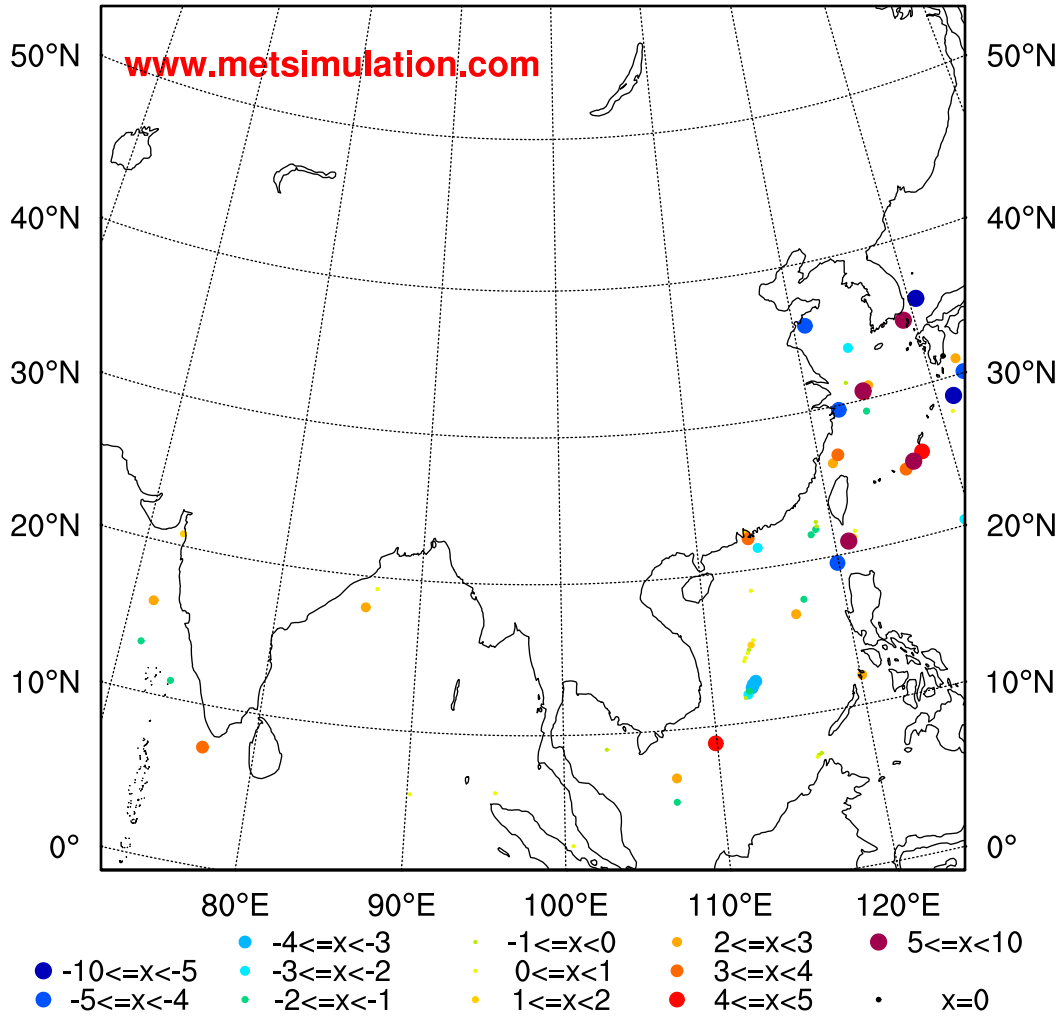 www.metsimulation.com
50°N 50°N
40°N 40°N
30°N 30°N
20°N 20°N
10°N 10°N
0° 0°
80°E 90°E 100°E 110°E 120°E
-4<=x<-3 -1<=x<0 2<=x<3 5<=x<10
-10<=x<-5 -3<=x<-2 0<=x<1 3<=x<4
-5<=x<-4 -2<=x<-1 1<=x<2 4<=x<5 x=0